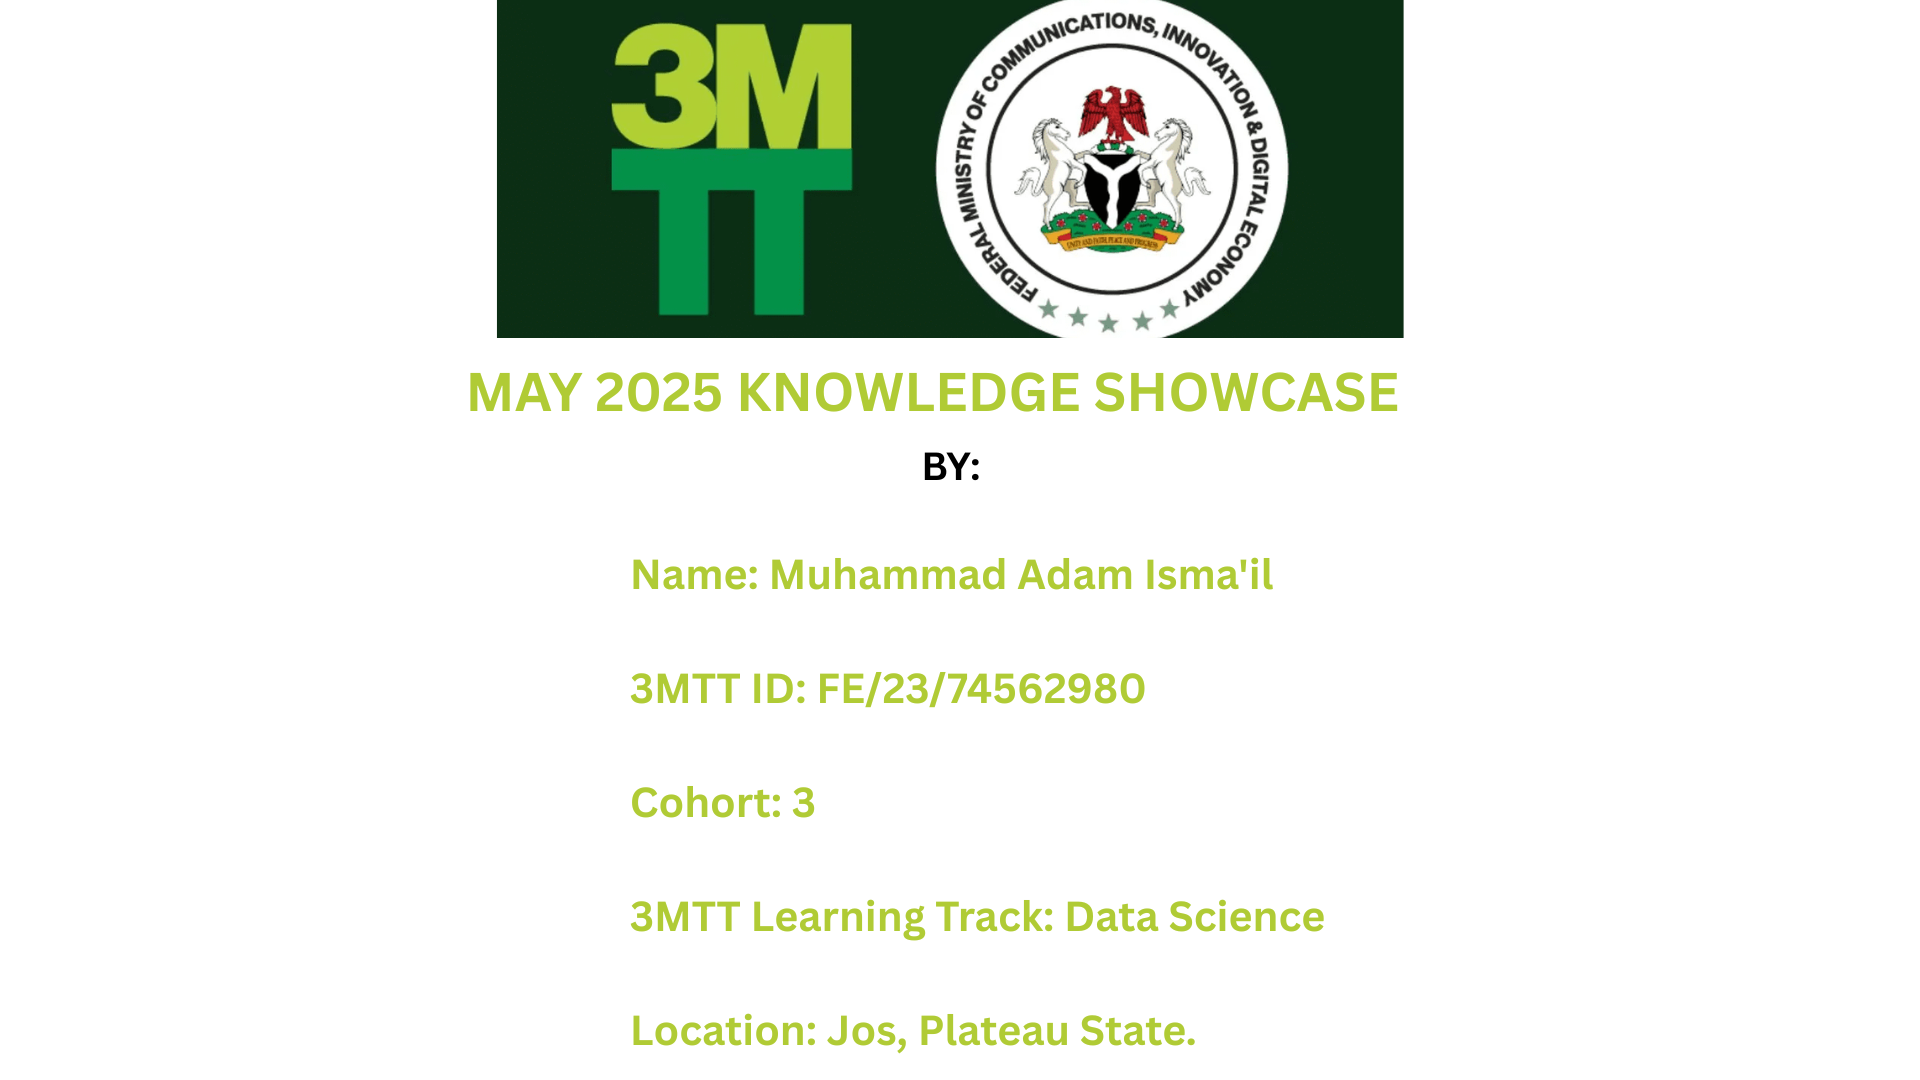 3M
TT
FEDERAL MINISTRY OF COMMUNICATIONS, INNOVATION & DIGITAL ECONOMY
UNITY AND FAITH, PEACE AND PROGRESS
MAY 2025 KNOWLEDGE SHOWCASE
BY:
Name: Muhammad Adam Isma'il
3MTT ID: FE/23/74562980
Cohort: 3
3MTT Learning Track: Data Science
Location: Jos, Plateau State.